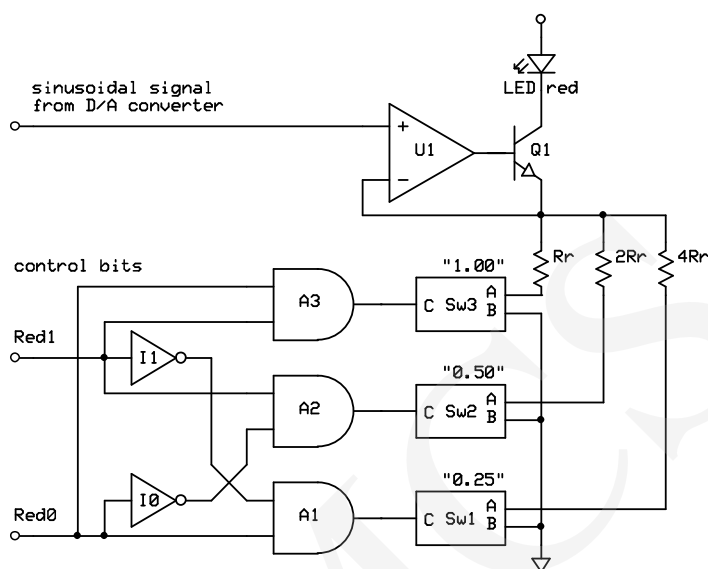 sinusoidal signal
from D/A converter
LED red
+
U1
−
Q1
Rr
2Rr
4Rr
control bits
"1.00"
A3
C Sw3 A
B
Red1
I1
"0.50"
A2
C Sw2 A
B
"0.25"
I0
Red0
A1
C Sw1 A
B
MCS